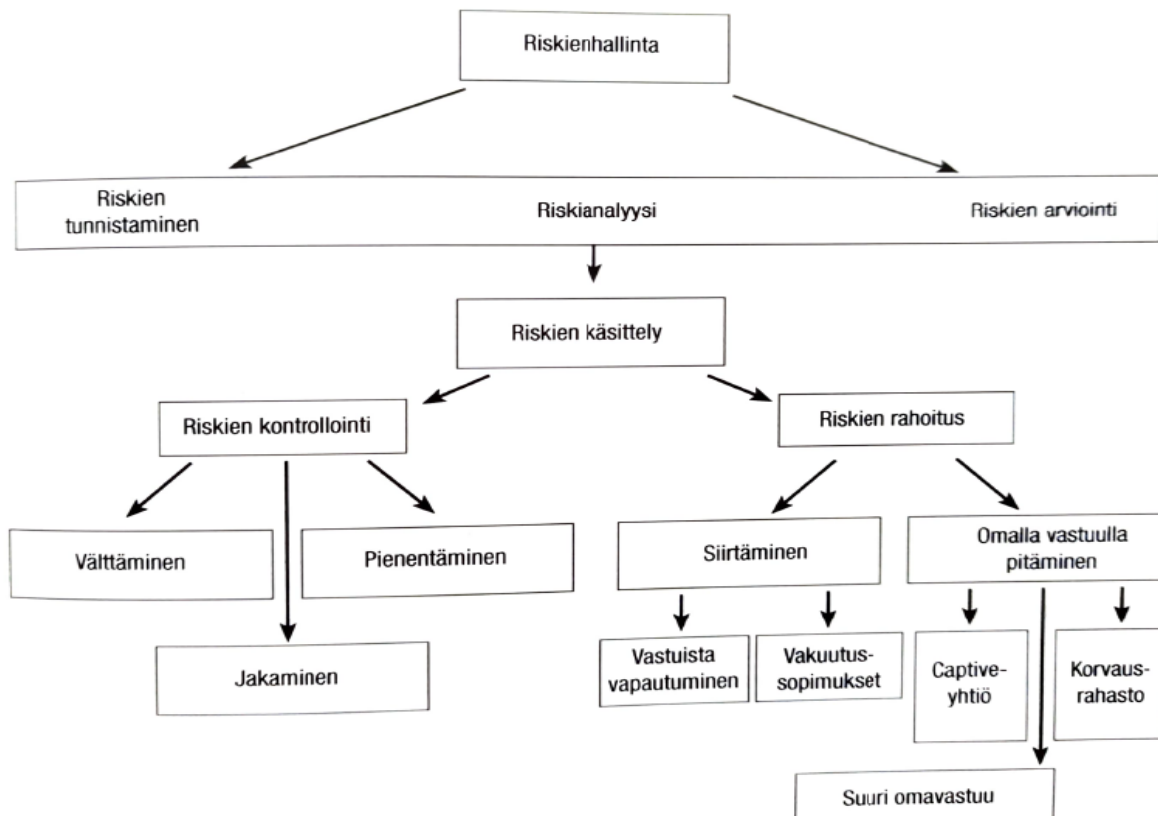 Riskienhallinta
Riskien
tunnistaminen
Riskianalyysi
Riskien arviointi
Riskien käsittely
Riskien kontrollointi
Riskien rahoitus
Välttäminen
Pienentäminen
Jakaminen
Siirtäminen
Omalla vastuulla
pitäminen
Vastuista
vapautuminen
Vakuutus-
sopimukset
Captive-
yhtiö
Korvaus-
rahasto
Suuri omavastuu